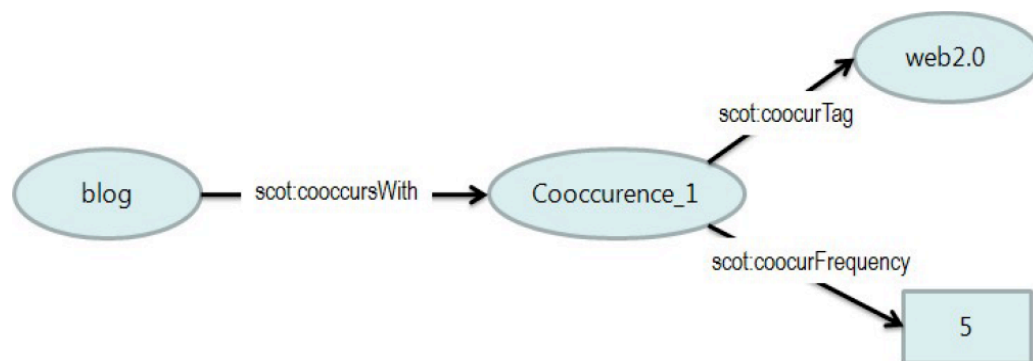 web2.0
scot:coocurTag
blog
scot:cooccursWith
Cooccurence_1
scot:coocurFrequency
5